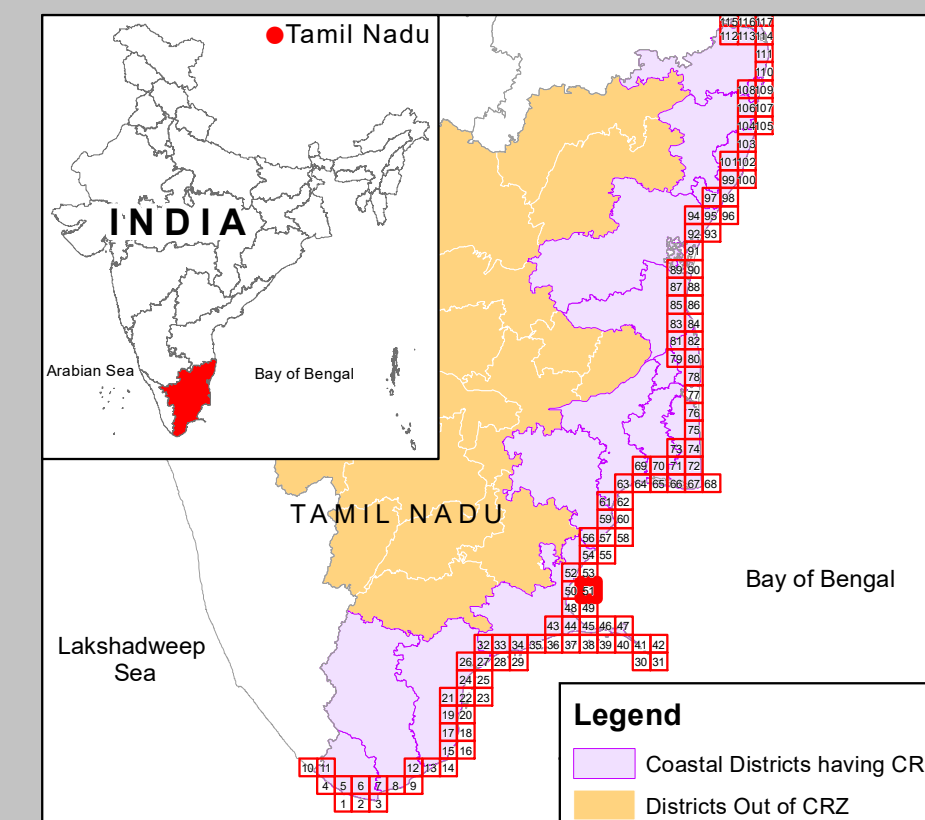 Tamil Nadu
INDIA
Arabian Sea
Bay of Bengal
115 116 117
112 113 114
111
110
108 109
106 107
104 105
103
101 102
99 100
97 98
94 95 96
92 93
91
89 90
87 88
85 86
83 84
81 82
79 80
78
77
76
75
73 74
69 70 71 72
63 64 65 66 67 68
61 62
TAMIL NADU
59 60
56 57 58
54 55
52 53
Bay of Bengal
50 51
48 49
43 44 45 46 47
32 33 34 35 36 37 38 39 40 41 42
Lakshadweep
Sea
26 27 28 29 30 31
24 25
21 22 23
19 20
17 18
15 16
10 11 12 13 14
4 5 6 7 8 9
1 2 3
Legend
Coastal Districts having CR
Districts Out of CRZ